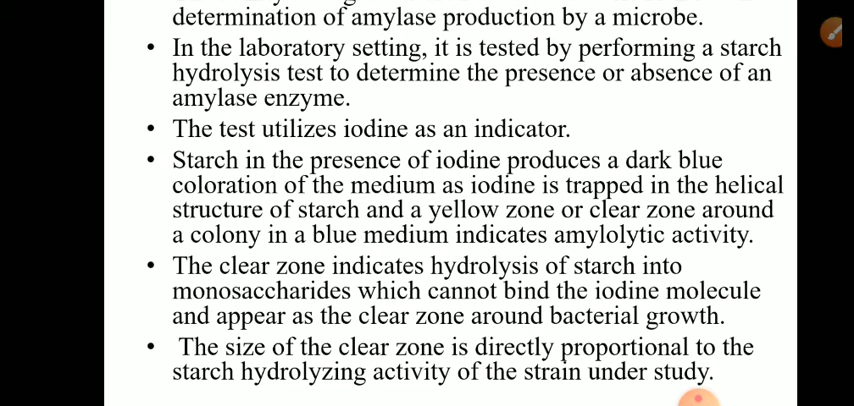 determination of amylase production by a microbe.
• In the laboratory setting, it is tested by performing a starch
hydrolysis test to determine the presence or absence of an
amylase enzyme.
• The test utilizes iodine as an indicator.
• Starch in the presence of iodine produces a dark blue
coloration of the medium as iodine is trapped in the helical
structure of starch and a yellow zone or clear zone around
a colony in a blue medium indicates amylolytic activity.
• The clear zone indicates hydrolysis of starch into
monosaccharides which cannot bind the iodine molecule
and appear as the clear zone around bacterial growth.
• The size of the clear zone is directly proportional to the
starch hydrolyzing activity of the strain under study.